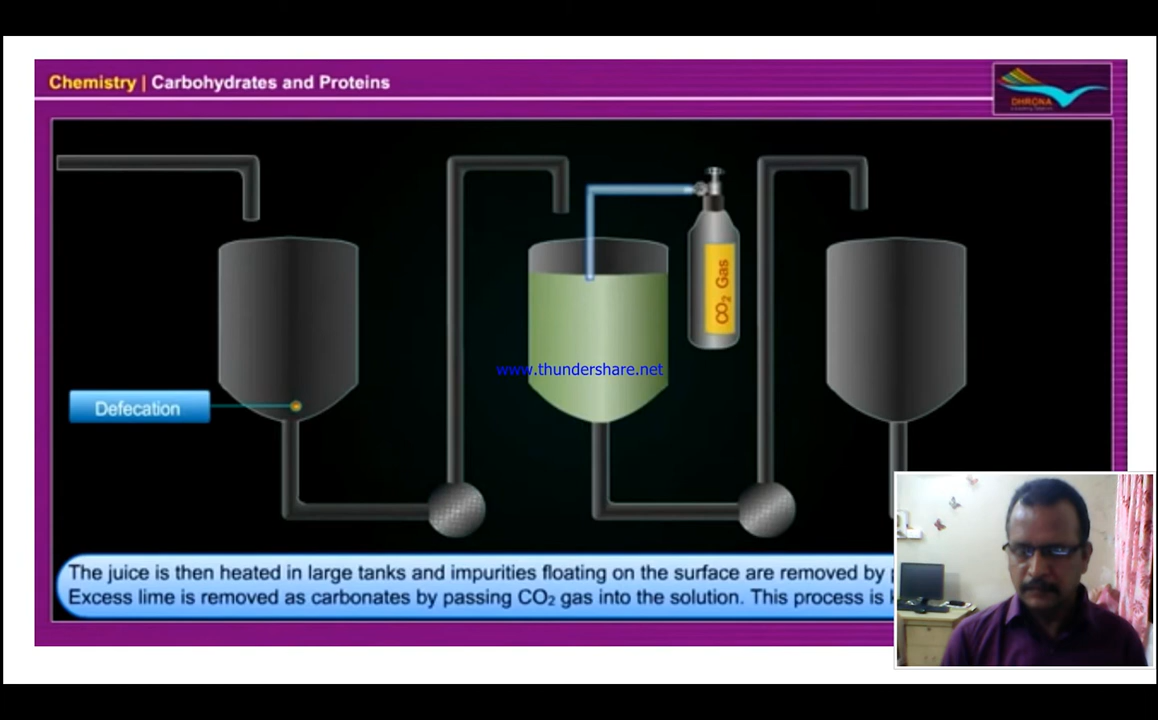 Chemistry | Carbohydrates and Proteins
DHRONA
CO₂ Gas
www.thundershare.net
Defecation
The juice is then heated in large tanks and impurities floating on the surface are removed by
Excess lime is removed as carbonates by passing CO₂ gas into the solution. This process is